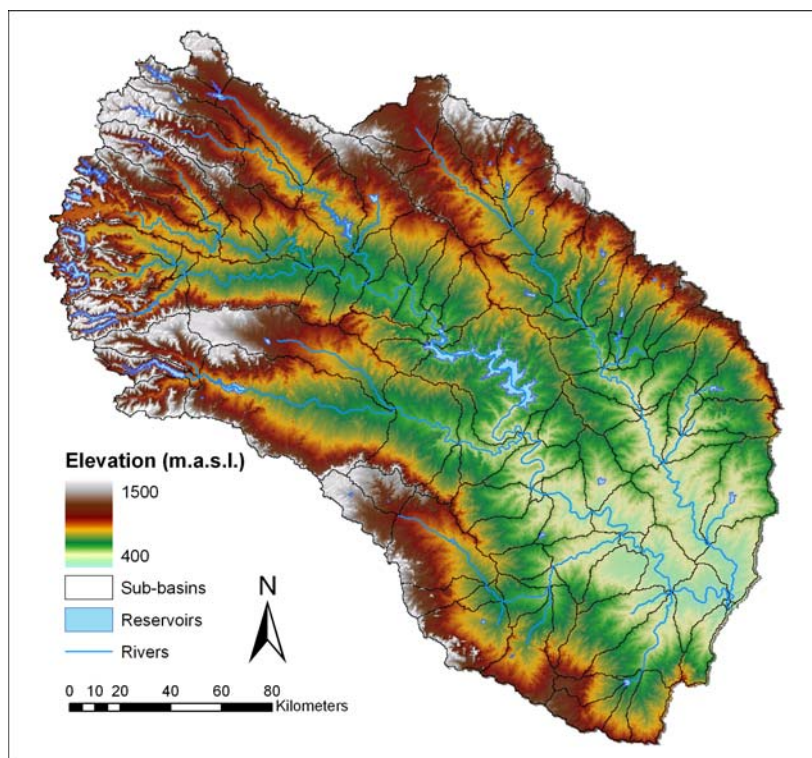 Elevation (m.a.s.l.)
1500
400
Sub-basins
Reservoirs
Rivers
N
0 10 20 40 60 80
Kilometers